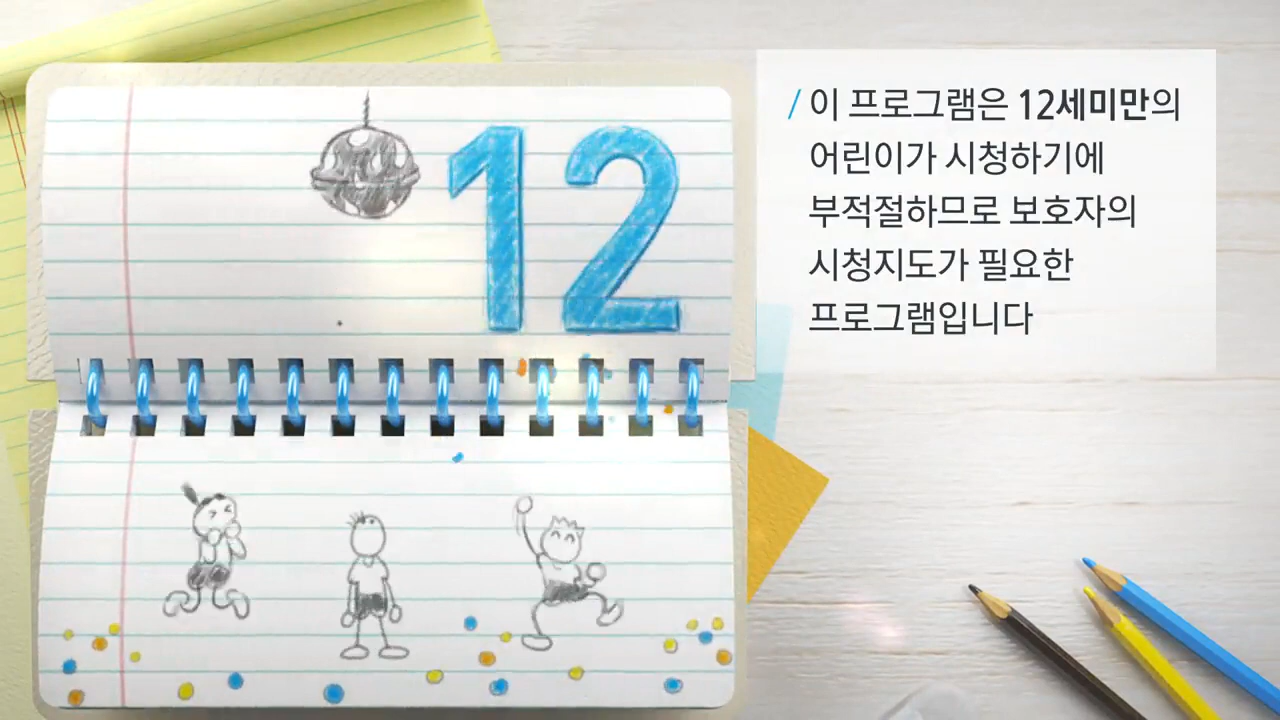 12
/ 이 프로그램은 12세미만의
어린이가 시청하기에
부적절하므로 보호자의
시청지도가 필요한
프로그램입니다